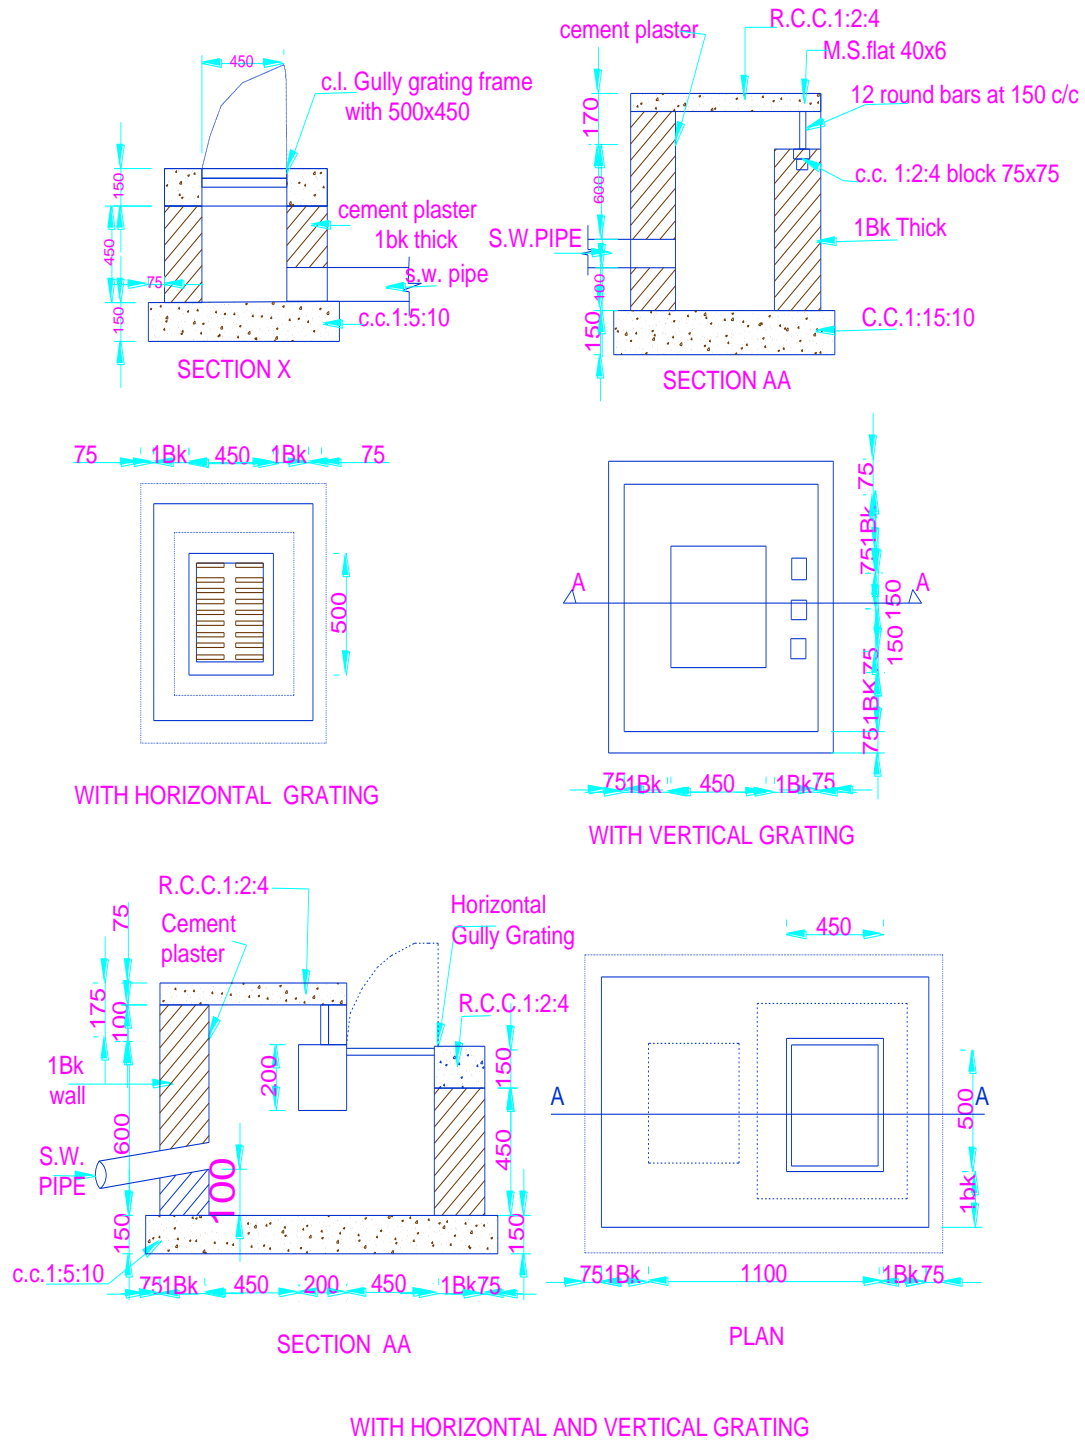 450
c.I. Gully grating frame
with 500x450
150
450
75
150
cement plaster
1bk thick
s.w. pipe
c.c.1:5:10
SECTION X
cement plaster
R.C.C.1:2:4
M.S.flat 40x6
12 round bars at 150 c/c
170
600
c.c. 1:2:4 block 75x75
S.W.PIPE
1Bk Thick
100
150
C.C.1:15:10
SECTION AA
75 1Bk 450 1Bk 75
500
WITH HORIZONTAL GRATING
A A
75
751Bk
150
150
75
1BK
75
751Bk 450 1Bk75
WITH VERTICAL GRATING
R.C.C.1:2:4
Cement
plaster
Horizontal
Gully Grating
R.C.C.1:2:4
75
175
100
200
150
1Bk
wall
600
450
S.W.
PIPE
100
150
150
c.c.1:5:10
751Bk 450 200 450 1Bk75
SECTION AA
450
A A
500
1bk
751Bk 1100 1Bk75
PLAN
WITH HORIZONTAL AND VERTICAL GRATING